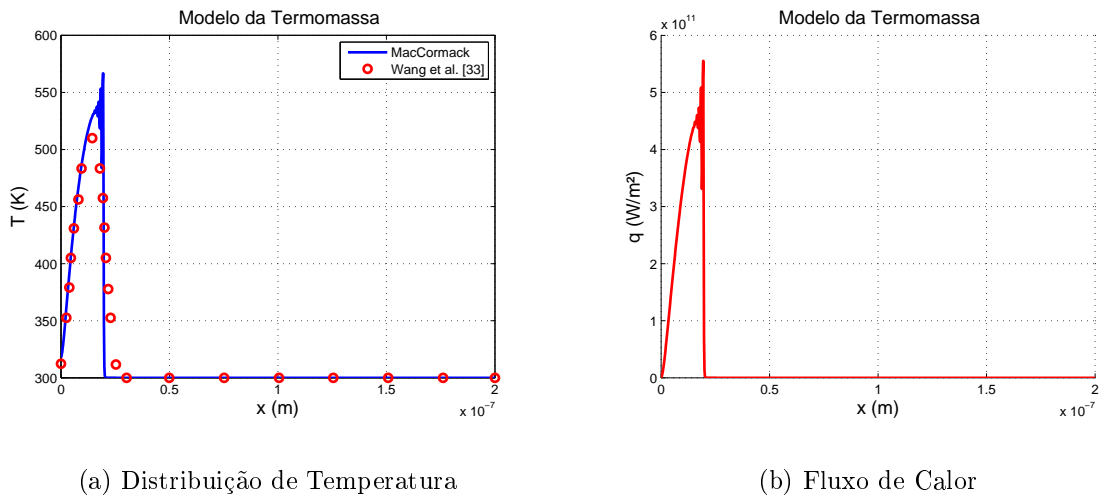 Modelo da Termomassa
600
550
500
450
400
350
300
T (K)
MacCormack
Wang et al. [33]
0
0.5
1
1.5
2
x 10⁻⁷
x (m)
(a) Distribuição de Temperatura
Modelo da Termomassa
x 10¹¹
6
5
4
3
2
1
0
q (W/m²)
0
0.5
1
1.5
2
x 10⁻⁷
x (m)
(b) Fluxo de Calor